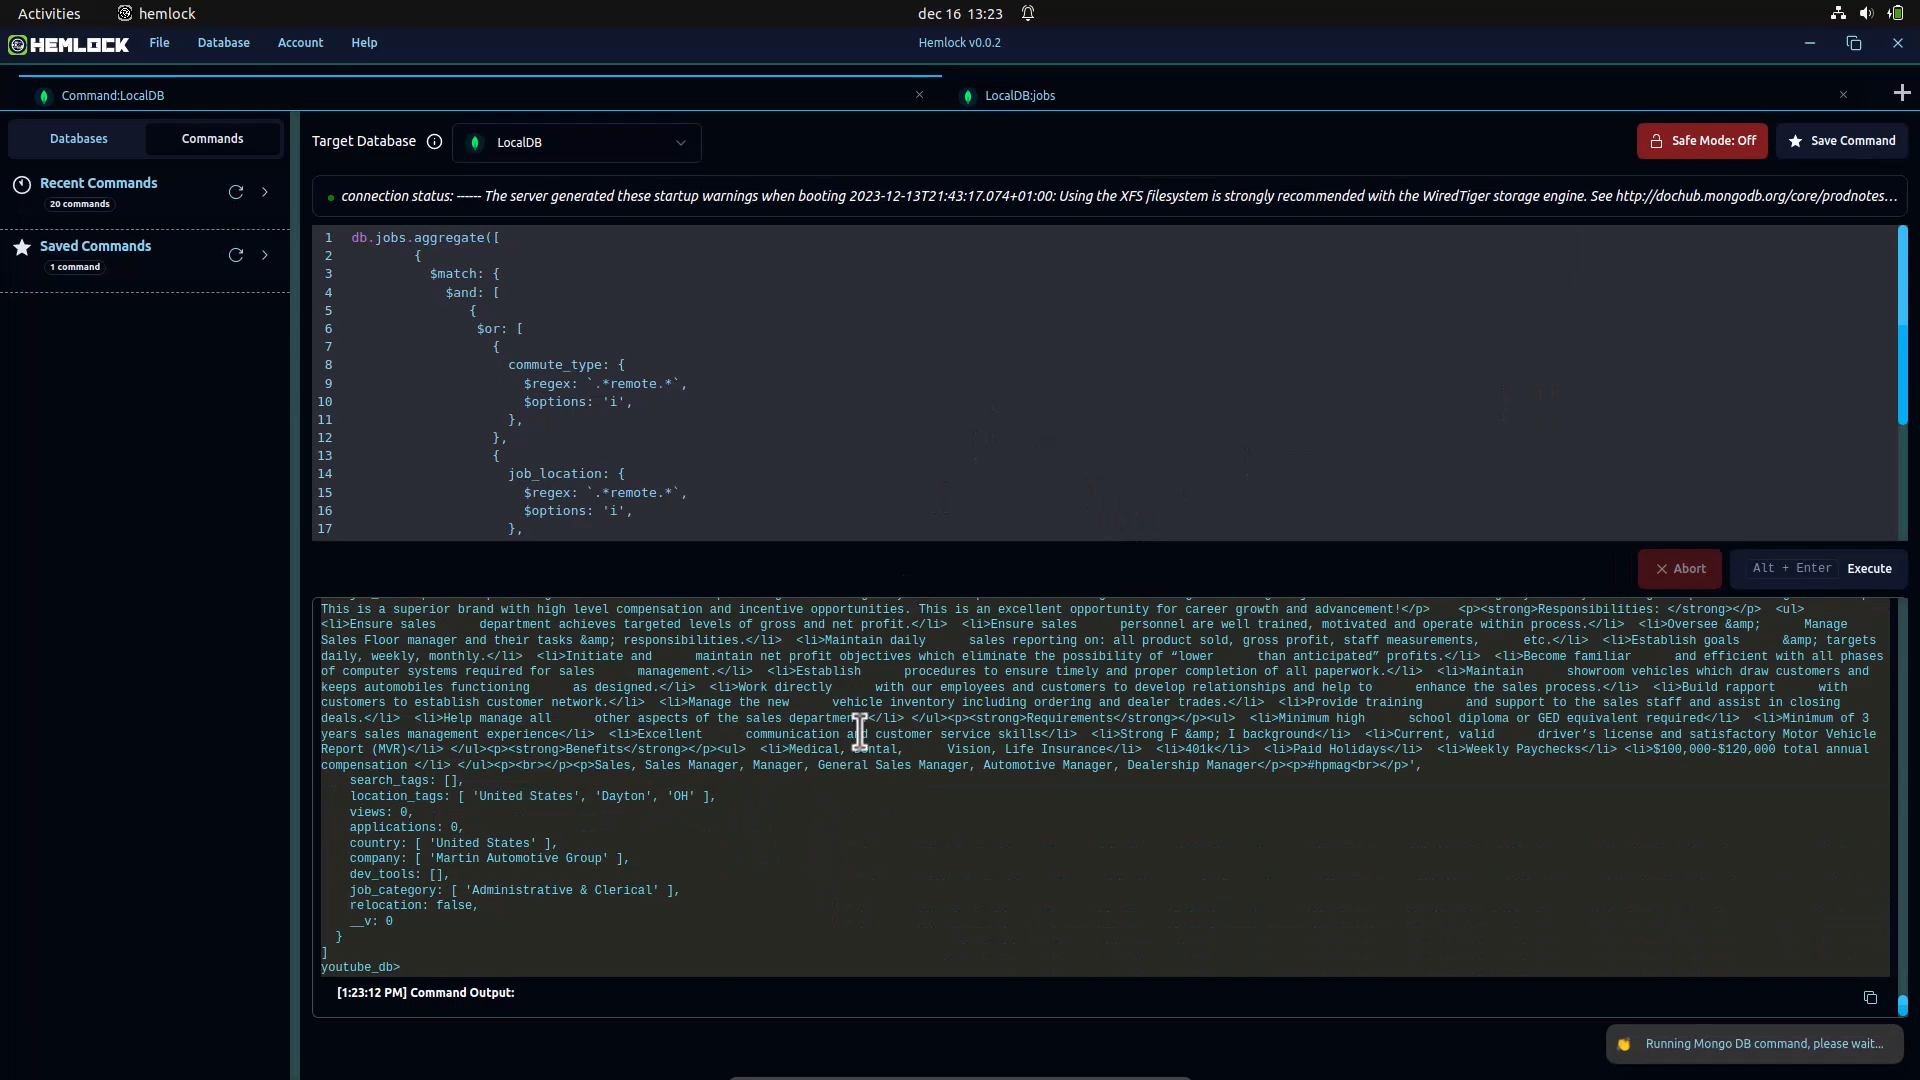 Activities hemlock dec 16 13:23
HEMLOCK File Database Account Help Hemlock v0.0.2
Command:LocalDB LocalDB:jobs
Databases Commands
Recent Commands
20 commands
Saved Commands
1 command
Target Database LocalDB Safe Mode: Off Save Command
connection status: ------ The server generated these startup warnings when booting 2023-12-13T21:43:17.074+01:00: Using the XFS filesystem is strongly recommended with the WiredTiger storage engine. See http://dochub.mongodb.org/core/prodnotes...
1 db.jobs.aggregate([
2 {
3 $match: {
4 $and: [
5 {
6 $or: [
7 {
8 commute_type: {
9 $regex: `.*remote.*`,
10 $options: 'i',
11 },
12 },
13 {
14 job_location: {
15 $regex: `.*remote.*`,
16 $options: 'i',
17 },
Abort Alt + Enter Execute
This is a superior brand with high level compensation and incentive opportunities. This is an excellent opportunity for career growth and advancement!</p> <p><strong>Responsibilities: </strong></p> <ul>
<li>Ensure sales department achieves targeted levels of gross and net profit.</li> <li>Ensure sales personnel are well trained, motivated and operate within process.</li> <li>Oversee &amp; Manage
Sales Floor manager and their tasks &amp; responsibilities.</li> <li>Maintain daily sales reporting on: all product sold, gross profit, staff measurements, etc.</li> <li>Establish goals &amp; targets
daily, weekly, monthly.</li> <li>Initiate and maintain net profit objectives which eliminate the possibility of “lower than anticipated” profits.</li> <li>Become familiar and efficient with all phases
of computer systems required for sales management.</li> <li>Establish procedures to ensure timely and proper completion of all paperwork.</li> <li>Maintain showroom vehicles which draw customers and
keeps automobiles functioning as designed.</li> <li>Work directly with our employees and customers to develop relationships and help to enhance the sales process.</li> <li>Build rapport with
customers to establish customer network.</li> <li>Manage the new vehicle inventory including ordering and dealer trades.</li> <li>Provide training and support to the sales staff and assist in closing
deals.</li> <li>Help manage all other aspects of the sales department</li> </ul><p><strong>Requirements</strong></p><ul> <li>Minimum high school diploma or GED equivalent required</li> <li>Minimum of 3
years sales management experience</li> <li>Excellent communication and customer service skills</li> <li>Strong F &amp; I background</li> <li>Current, valid driver’s license and satisfactory Motor Vehicle
Report (MVR)</li> </ul><p><strong>Benefits</strong></p><ul> <li>Medical, Dental, Vision, Life Insurance</li> <li>401k</li> <li>Paid Holidays</li> <li>Weekly Paychecks</li> <li>$100,000-$120,000 total annual
compensation </li> </ul><p><br></p><p>Sales, Sales Manager, Manager, General Sales Manager, Automotive Manager, Dealership Manager</p><p>#hpmag<br></p>',
search_tags: [],
location_tags: [ 'United States', 'Dayton', 'OH' ],
views: 0,
applications: 0,
country: [ 'United States' ],
company: [ 'Martin Automotive Group' ],
dev_tools: [],
job_category: [ 'Administrative & Clerical' ],
relocation: false,
__v: 0
}
]
youtube_db>
[1:23:12 PM] Command Output:
Running Mongo DB command, please wait...